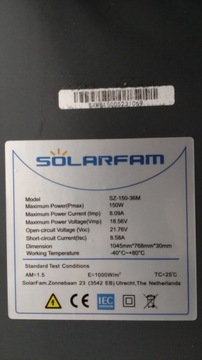 SOLARFAM
Model SZ-150-36M
Maximum Power(Pmax) 150W
Maximum Power Current (Imp) 8.09A
Maximum Power Voltage (Vmp) 18.56V
Open-circuit Voltage (Voc) 21.76V
Short-circuit Current(Isc) 8.58A
Dimension 1045mm*768mm*30mm
Working Temperature -40℃~+80℃
Standard Test Conditions
AM=1.5 E=1000W/m² TC=25℃
SolarFam.Zonnebaan 23 (3542 EB) Utrecht, The Netherlands
CE
IEC